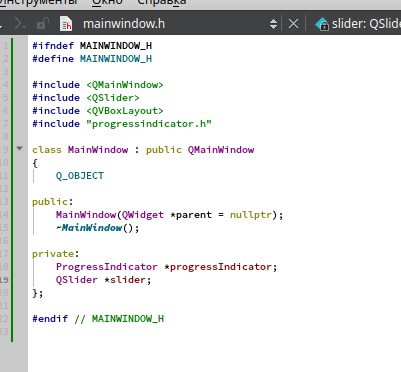 Инструменты Окно Справка
mainwindow.h
slider: QSlide
1 #ifndef MAINWINDOW_H
2 #define MAINWINDOW_H
3
4 #include <QMainWindow>
5 #include <QSlider>
6 #include <QVBoxLayout>
7 #include "progressindicator.h"
8
9 class MainWindow : public QMainWindow
10 {
11 Q_OBJECT
12
13 public:
14 MainWindow(QWidget *parent = nullptr);
15 ~MainWindow();
16
17 private:
18 ProgressIndicator *progressIndicator;
19 QSlider *slider;
20 };
21
22 #endif // MAINWINDOW_H
23